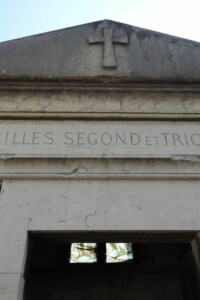 ILLES SEGOND ET TRIC